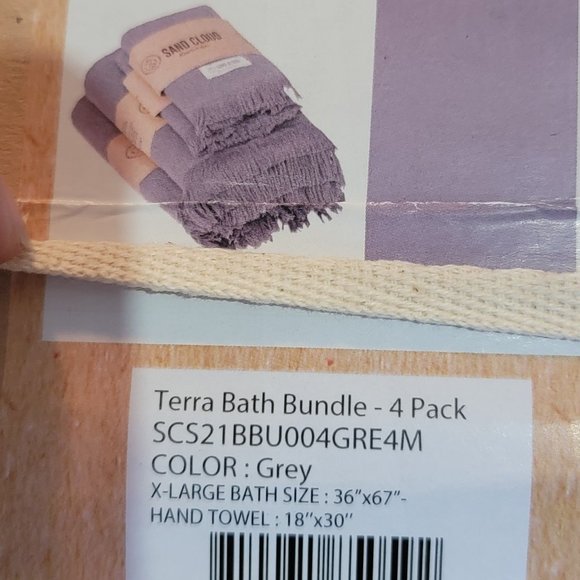 SAND CLOUD
Terra Bath Bundle - 4 Pack
SCS21BBU004GRE4M
COLOR : Grey
X-LARGE BATH SIZE : 36"x67"-
HAND TOWEL : 18"x30"